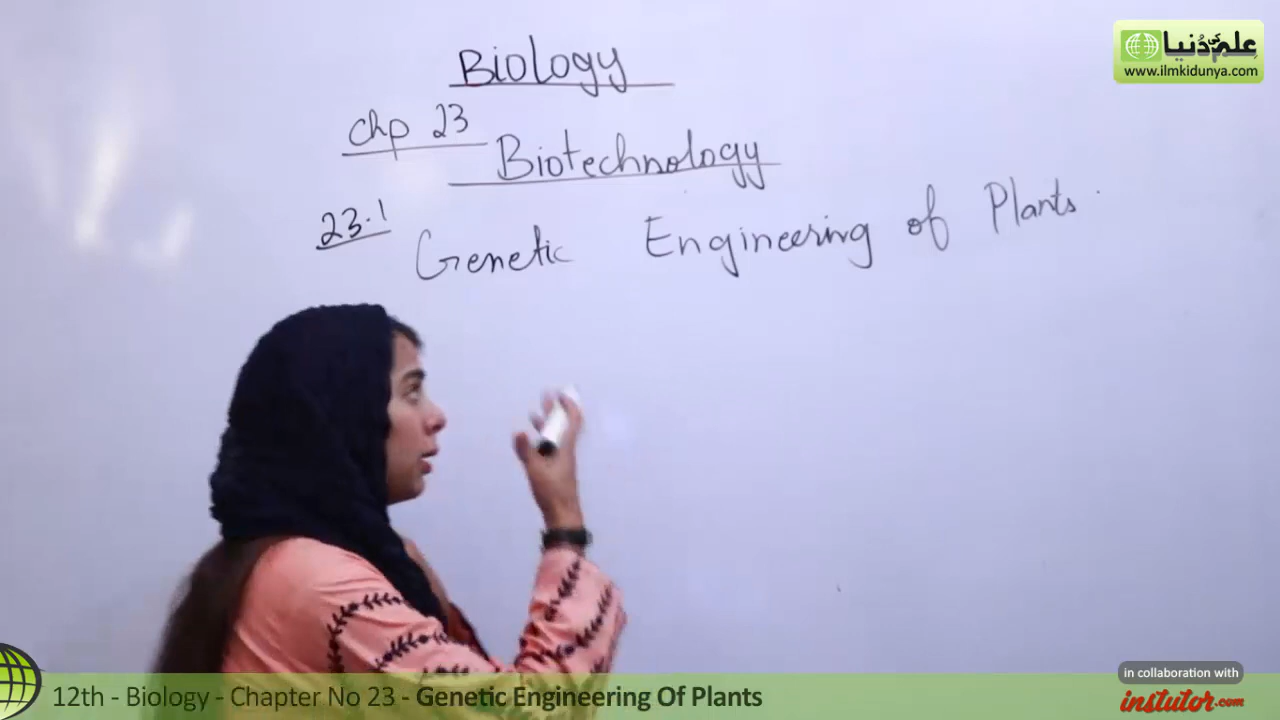 Biology
Chp 23
Biotechnology
23.1 Genetic Engineering of Plants.
علم کی دُنیا
www.ilmkidunya.com
in collaboration with
instutor.com
12th - Biology - Chapter No 23 - Genetic Engineering Of Plants